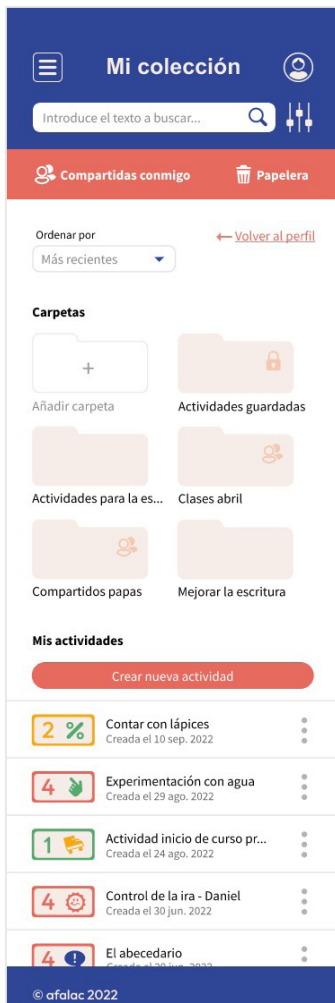 Mi colección
Introduce el texto a buscar...
Compartidas conmigo
Papelera
Ordenar por
← Volver al perfil
Más recientes
Carpetas
+
Añadir carpeta
Actividades guardadas
Actividades para la es...
Clases abril
Compartidos papas
Mejorar la escritura
Mis actividades
Crear nueva actividad
2 %
Contar con lápices
Creada el 10 sep. 2022
4
Experimentación con agua
Creada el 29 ago. 2022
1
Actividad inicio de curso pr...
Creada el 24 ago. 2022
4
Control de la ira - Daniel
Creada el 30 jun. 2022
4 !
El abecedario
© afalac 2022